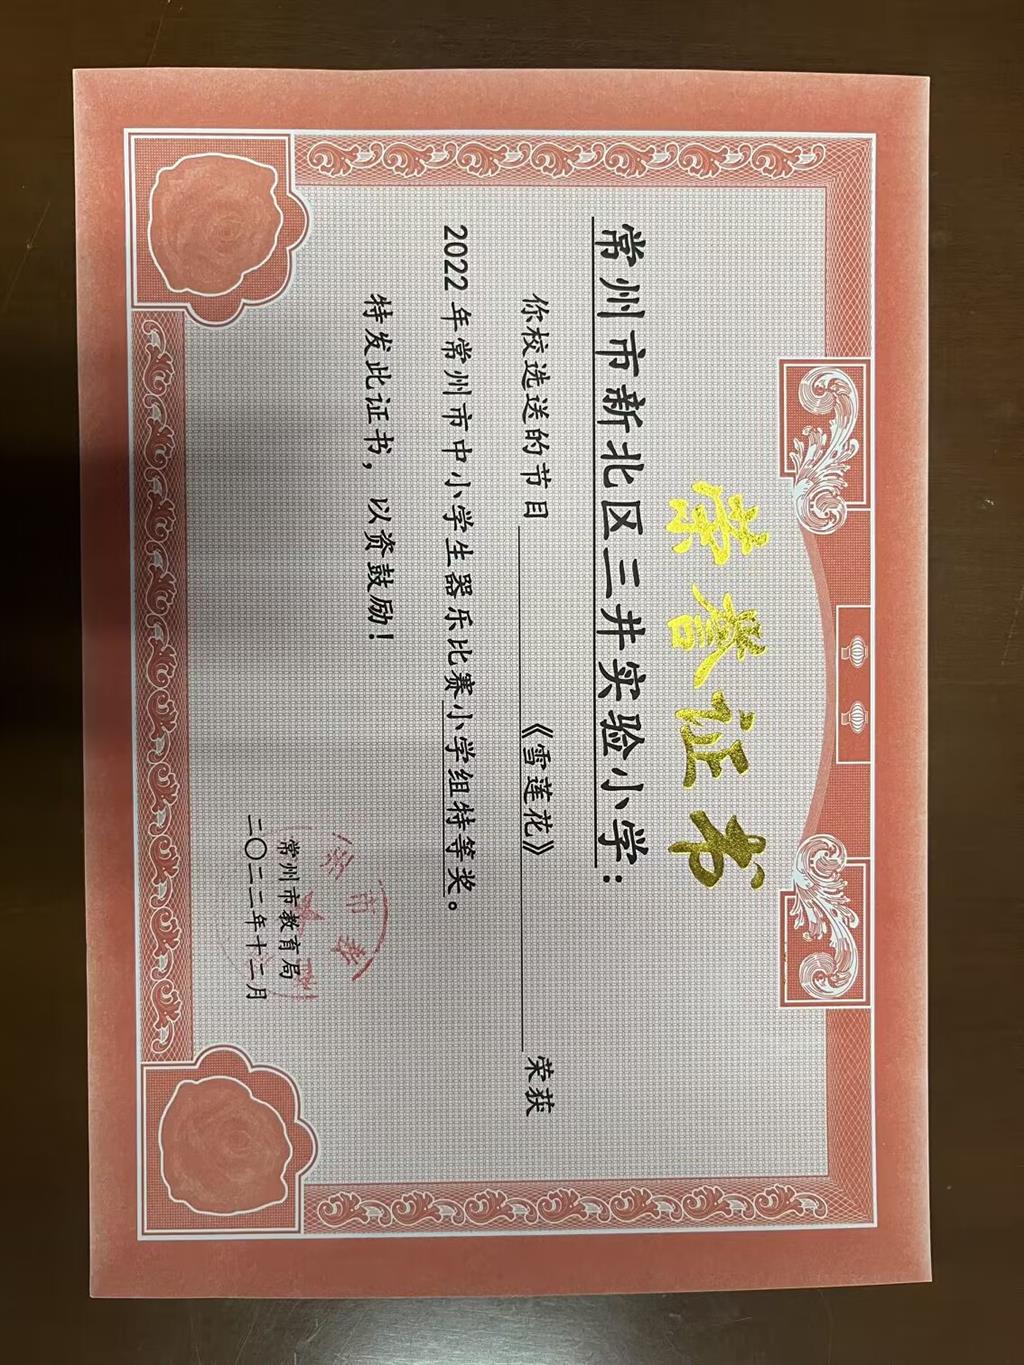 荣誉证书
常州市新北区三井实验小学：
你校选送的节目 《雪莲花》 荣获
2022年常州市中小学生器乐比赛小学组特等奖。
特发此证书，以资鼓励！
常州市教育局
二〇二二年十二月
州市教